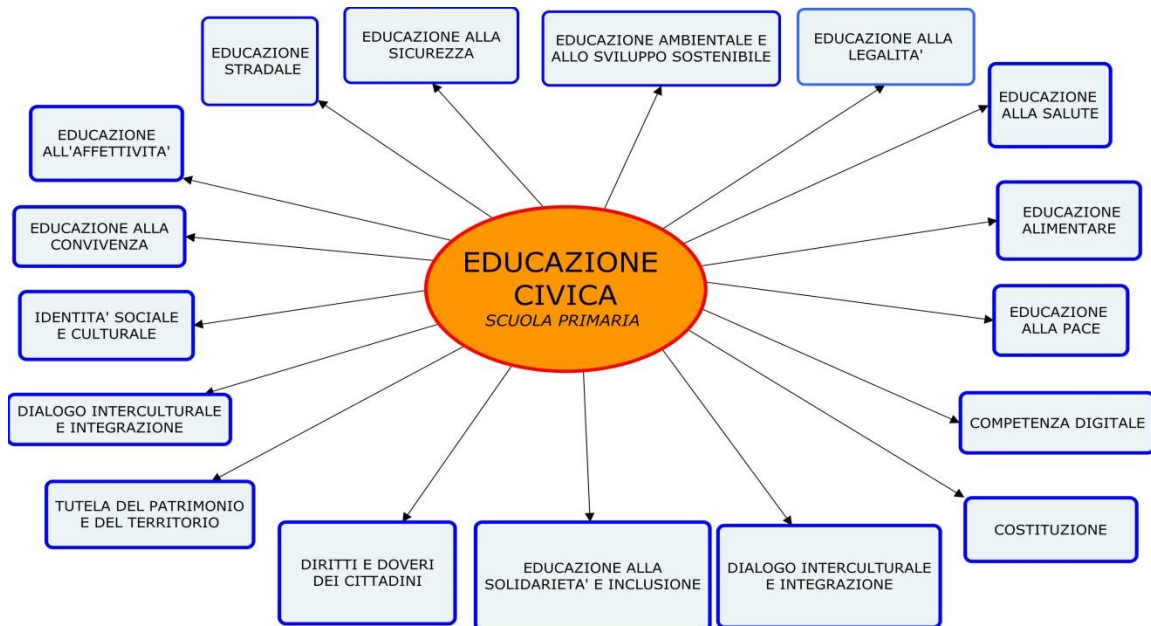 EDUCAZIONE
STRADALE
EDUCAZIONE ALLA
SICUREZZA
EDUCAZIONE AMBIENTALE E
ALLO SVILUPPO SOSTENIBILE
EDUCAZIONE ALLA
LEGALITA'
EDUCAZIONE
ALLA SALUTE
EDUCAZIONE
ALL'AFFETTIVITA'
EDUCAZIONE
ALIMENTARE
EDUCAZIONE ALLA
CONVIVENZA
EDUCAZIONE
CIVICA
SCUOLA PRIMARIA
IDENTITA' SOCIALE
E CULTURALE
EDUCAZIONE
ALLA PACE
DIALOGO INTERCULTURALE
E INTEGRAZIONE
COMPETENZA DIGITALE
TUTELA DEL PATRIMONIO
E DEL TERRITORIO
COSTITUZIONE
DIRITTI E DOVERI
DEI CITTADINI
EDUCAZIONE ALLA
SOLIDARIETA' E INCLUSIONE
DIALOGO INTERCULTURALE
E INTEGRAZIONE